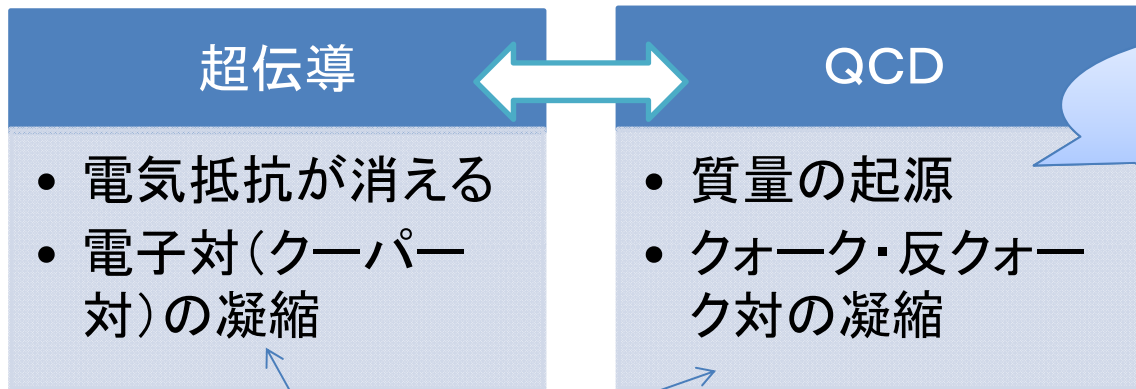 超伝導
• 電気抵抗が消える
• 電子対(クーパー
対)の凝縮
QCD
• 質量の起源
• クォーク・反クォー
ク対の凝縮